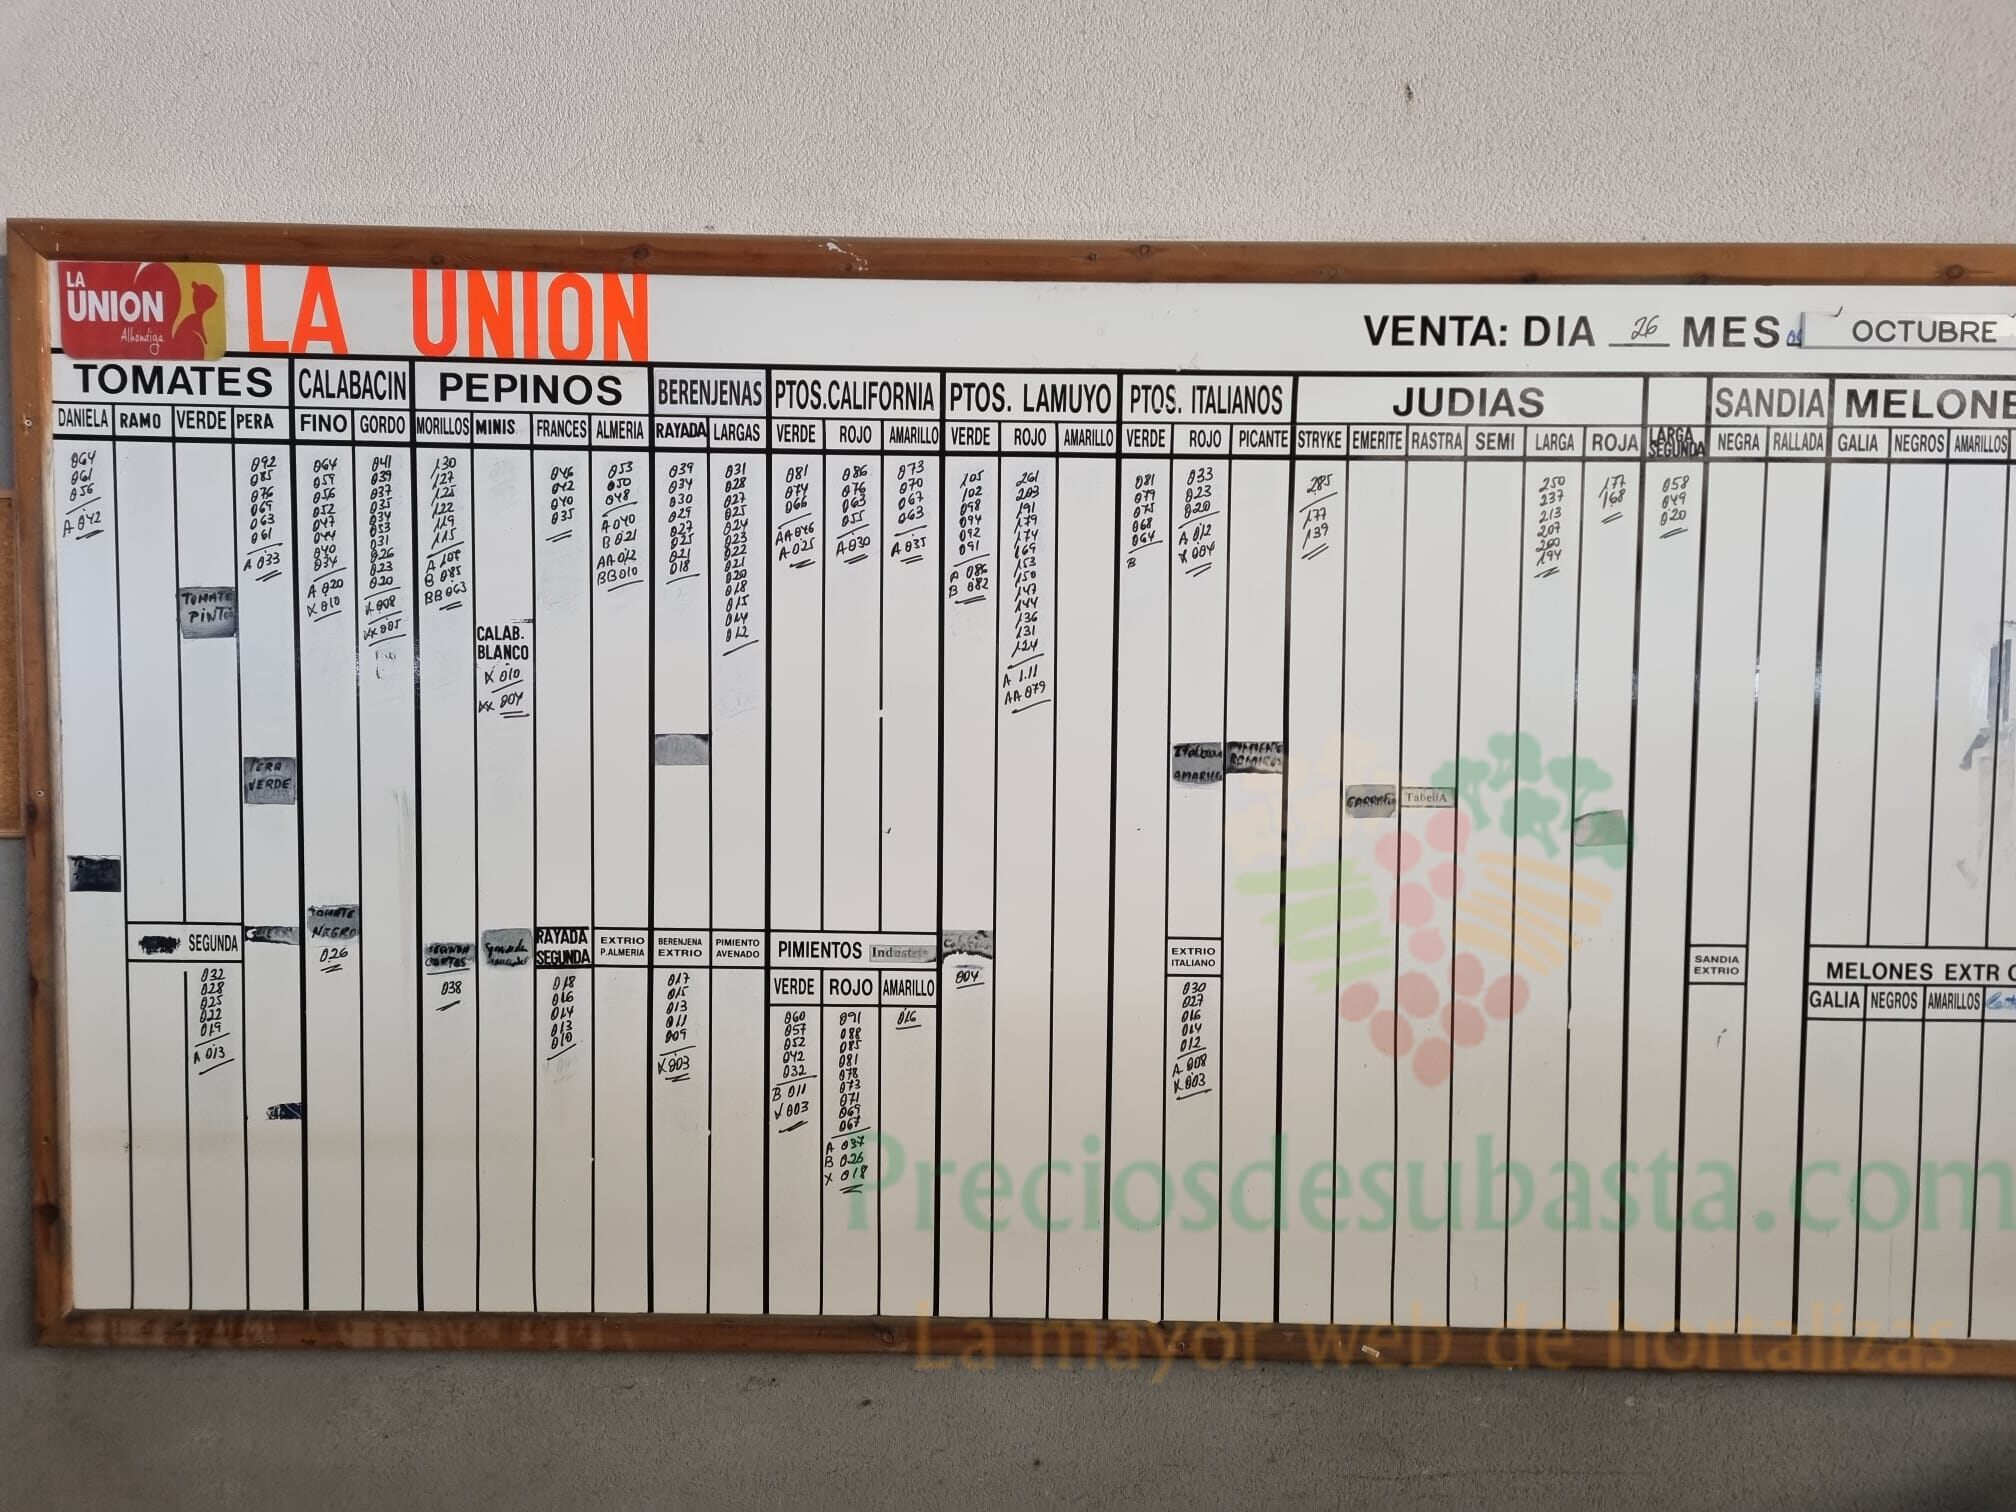 LA
UNION
Alhóndiga
LA UNION
VENTA: DIA 26 MES OCTUBRE
TOMATES CALABACIN PEPINOS BERENJENAS PTOS.CALIFORNIA PTOS. LAMUYO PTOS. ITALIANOS JUDIAS SANDIA MELONE
DANIELA RAMO VERDE PERA FINO GORDO MORILLOS MINIS FRANCES ALMERIA RAYADA LARGAS VERDE ROJO AMARILLO VERDE ROJO AMARILLO VERDE ROJO PICANTE STRYKE EMERITE RASTRA SEMI LARGA ROJA LARGA SEGUNDA NEGRA RALLADA GALIA NEGROS AMARILLOS
064
061
056
A 042
092
085
076
069
063
061
A 033
064
059
056
052
047
044
040
034
A 020
X 010
041
039
037
035
034
033
031
026
023
020
X 008
XX 005
130
127
125
122
119
115
A 108
B 085
BB 063
046
042
040
035
053
050
048
A 040
B 021
AA 012
BB 010
039
034
030
029
027
025
021
018
031
028
027
025
024
023
022
021
020
018
015
014
012
081
074
066
AA 046
A 025
086
076
063
055
A 030
073
070
067
063
A 035
105
102
098
094
092
091
A 086
B 082
261
203
191
179
174
169
153
150
147
144
136
131
124
A 1.11
AA 079
081
079
075
068
064
B
033
023
020
A 012
X 004
285
177
139
250
237
213
207
200
194
177
168
058
049
020
TOMATE
PINTO
CALAB.
BLANCO
X 010
XX 004
PERA
VERDE
AMARILLO
PIMIENTO
GARRAFAL
TabellA
TOMATE
NEGRO
026
SEGUNDA
032
028
025
022
019
A 013
SEGUNDA
CORTOS
038
RAYADA
SEGUNDA
018
016
014
013
010
EXTRIO
P.ALMERIA
BERENJENA
EXTRIO
017
015
013
011
009
X 003
PIMIENTO
AVENADO
PIMIENTOS Industria
VERDE ROJO AMARILLO
060
057
052
042
032
B 011
X 003
091
088
085
081
078
073
071
069
067
A 037
B 026
X 018
016
004
EXTRIO
ITALIANO
030
027
016
014
012
A 008
X 003
SANDIA
EXTRIO
MELONES EXTR
GALIA NEGROS AMARILLOS
Preciosdesubasta.com
La mayor web de hortalizas